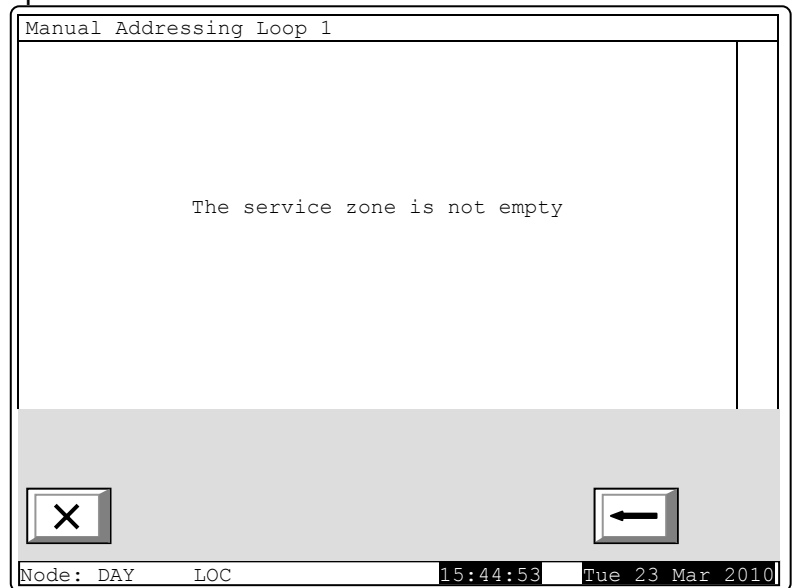 Manual Addressing Loop 1
The service zone is not empty
Node: DAY LOC 15:44:53 Tue 23 Mar 2010